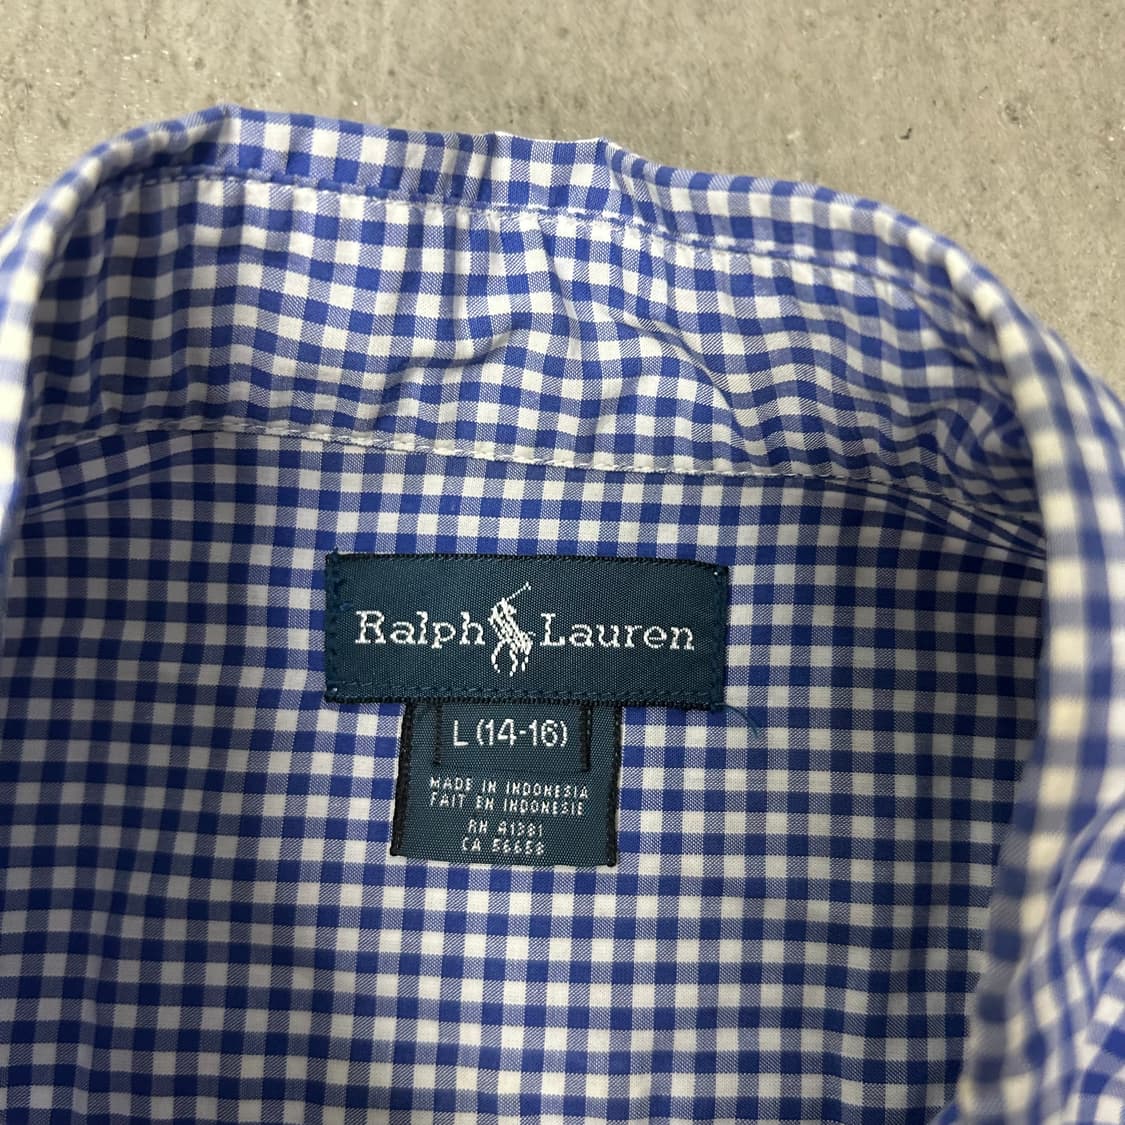 Ralph Lauren
L (14-16)
MADE IN INDONESIA
FAIT EN INDONESIE
RN 41381
CA 56658